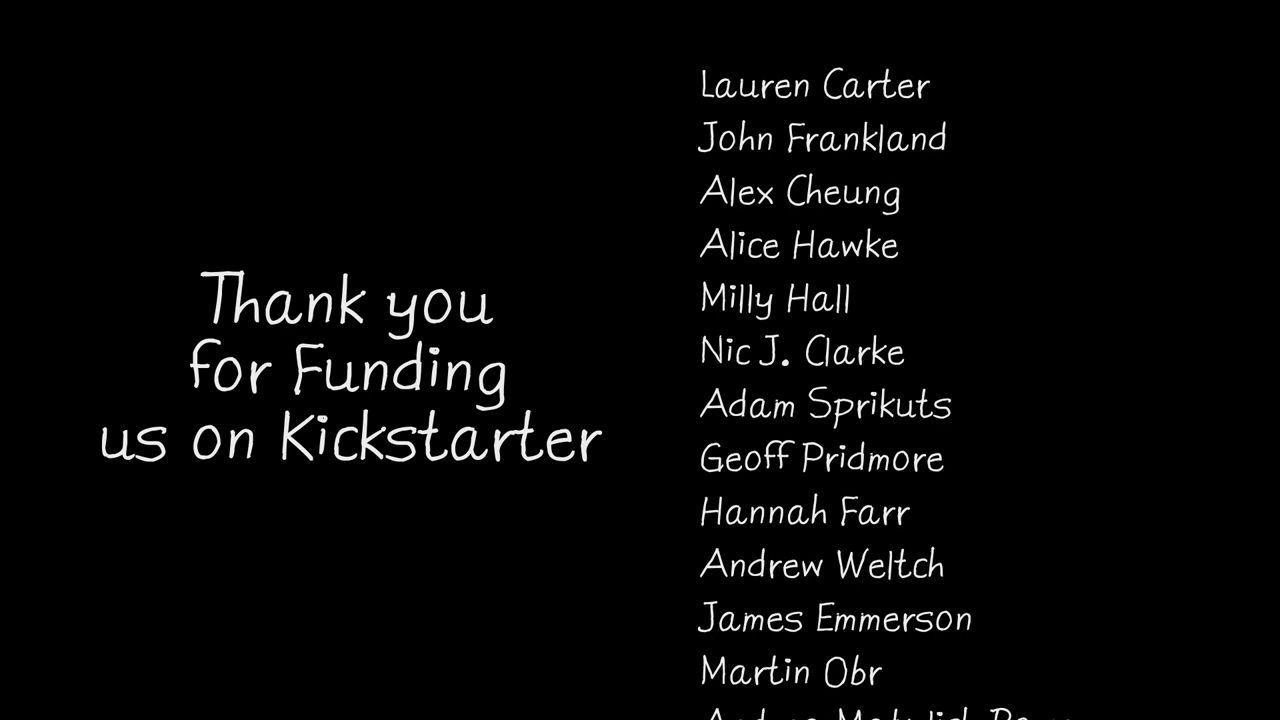 Thank you
for Funding
us on Kickstarter
Lauren Carter
John Frankland
Alex Cheung
Alice Hawke
Milly Hall
Nic J. Clarke
Adam Sprikuts
Geoff Pridmore
Hannah Farr
Andrew Weltch
James Emmerson
Martin Obr